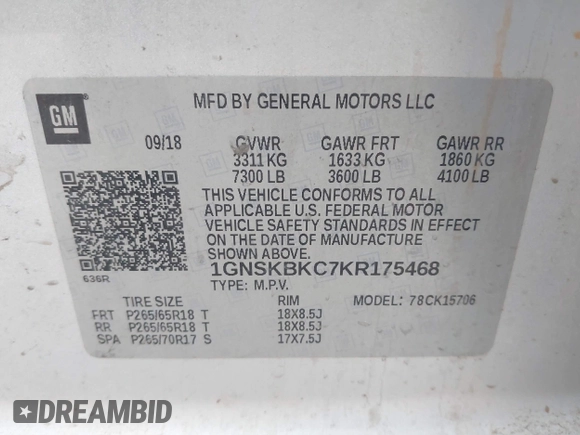 GM
MFD BY GENERAL MOTORS LLC
09/18 GVWR GAWR FRT GAWR RR
3311 KG 1633 KG 1860 KG
7300 LB 3600 LB 4100 LB
THIS VEHICLE CONFORMS TO ALL
APPLICABLE U.S. FEDERAL MOTOR
VEHICLE SAFETY STANDARDS IN EFFECT
ON THE DATE OF MANUFACTURE
SHOWN ABOVE.
636R 1GNSKBKC7KR175468
TYPE: M.P.V.
TIRE SIZE RIM MODEL: 78CK15706
FRT P265/65R18 T 18X8.5J
RR P265/65R18 T 18X8.5J
SPA P265/70R17 S 17X7.5J
DREAMBID